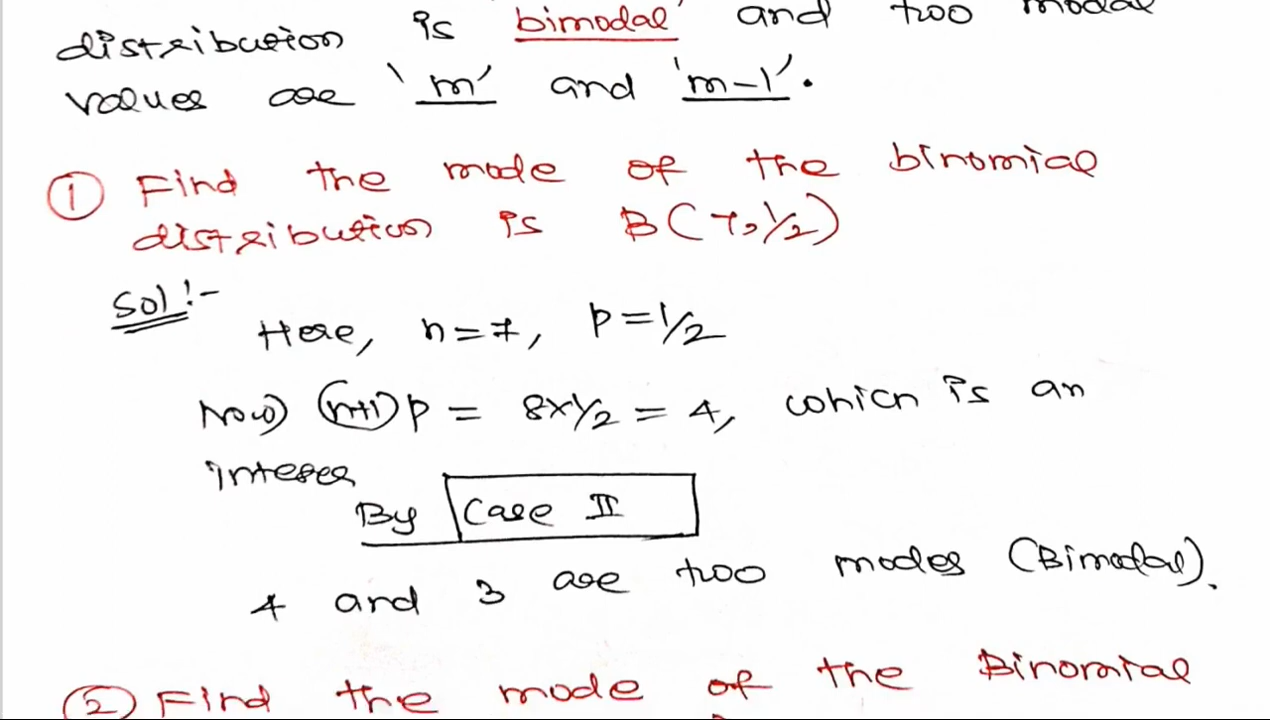 distribution is 'bimodal' and two modal
values are 'm' and 'm-1'.
① Find the mode of the binomial
distribution is B(7,1/2)
Sol:-
Here, n=7, p=1/2
Now (n+1)p = 8×1/2 = 4, which is an
integer
By Case II
4 and 3 are two modes (Bimodal).
② Find the mode of the Binomial